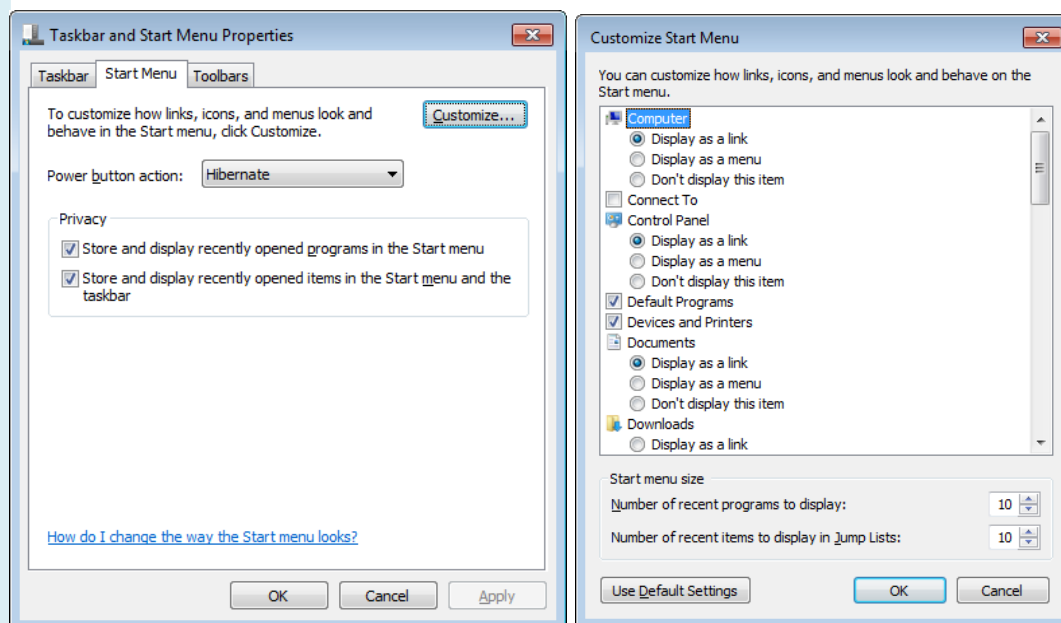 Taskbar and Start Menu Properties
Taskbar
Start Menu
Toolbars
To customize how links, icons, and menus look and
behave in the Start menu, click Customize.
Customize...
Power button action:
Hibernate
Privacy
Store and display recently opened programs in the Start menu
Store and display recently opened items in the Start menu and the
taskbar
How do I change the way the Start menu looks?
OK
Cancel
Apply
Customize Start Menu
You can customize how links, icons, and menus look and behave on the
Start menu.
Computer
Display as a link
Display as a menu
Don't display this item
Connect To
Control Panel
Display as a link
Display as a menu
Don't display this item
Default Programs
Devices and Printers
Documents
Display as a link
Display as a menu
Don't display this item
Downloads
Display as a link
Start menu size
Number of recent programs to display: 10
Number of recent items to display in Jump Lists: 10
Use Default Settings
OK
Cancel